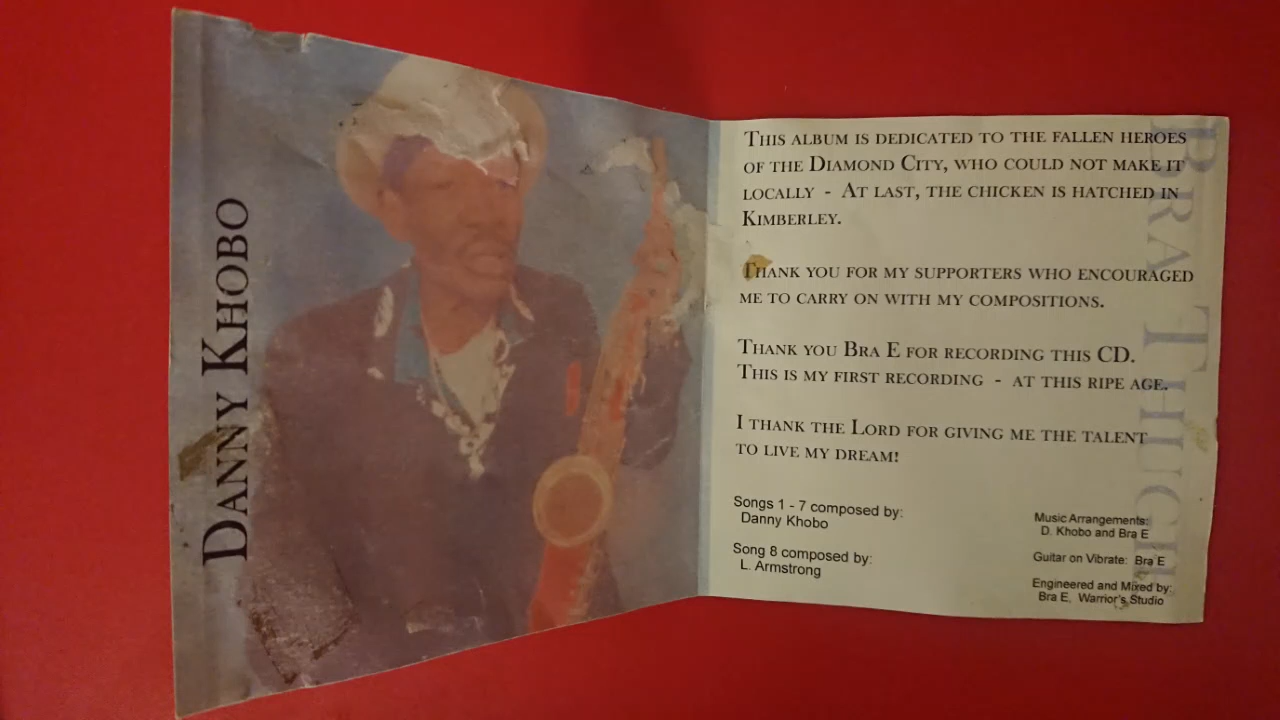 DANNY KHOBO
THIS ALBUM IS DEDICATED TO THE FALLEN HEROES
OF THE DIAMOND CITY, WHO COULD NOT MAKE IT
LOCALLY - AT LAST, THE CHICKEN IS HATCHED IN
KIMBERLEY.
THANK YOU FOR MY SUPPORTERS WHO ENCOURAGED
ME TO CARRY ON WITH MY COMPOSITIONS.
THANK YOU BRA E FOR RECORDING THIS CD.
THIS IS MY FIRST RECORDING - AT THIS RIPE AGE.
I THANK THE LORD FOR GIVING ME THE TALENT
TO LIVE MY DREAM!
Songs 1 - 7 composed by:
Danny Khobo
Song 8 composed by:
L. Armstrong
Music Arrangements:
D. Khobo and Bra E
Guitar on Vibrate: Bra E
Engineered and Mixed by:
Bra E, Warrior's Studio
BRA